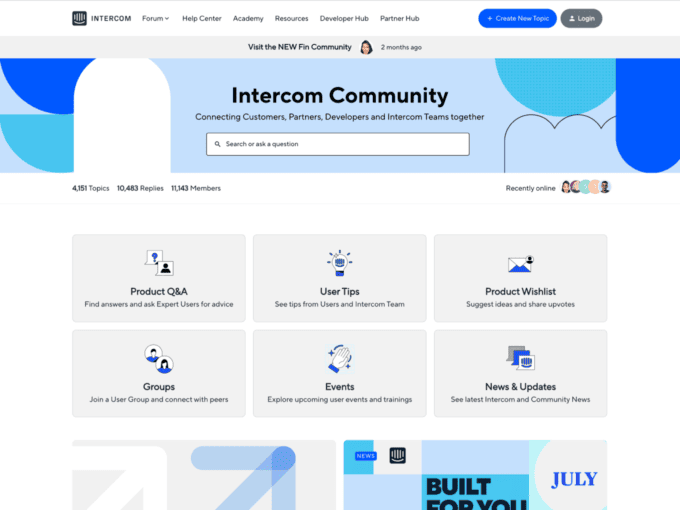 INTERCOM Forum Help Center Academy Resources Developer Hub Partner Hub + Create New Topic Login
Visit the NEW Fin Community 2 months ago
Intercom Community
Connecting Customers, Partners, Developers and Intercom Teams together
Search or ask a question
4,151 Topics 10,483 Replies 11,143 Members Recently online
Product Q&A
Find answers and ask Expert Users for advice
User Tips
See tips from Users and Intercom Team
Product Wishlist
Suggest ideas and share upvotes
Groups
Join a User Group and connect with peers
Events
Explore upcoming user events and trainings
News & Updates
See latest Intercom and Community News
NEWS
BUILT
FOR YOU
JULY